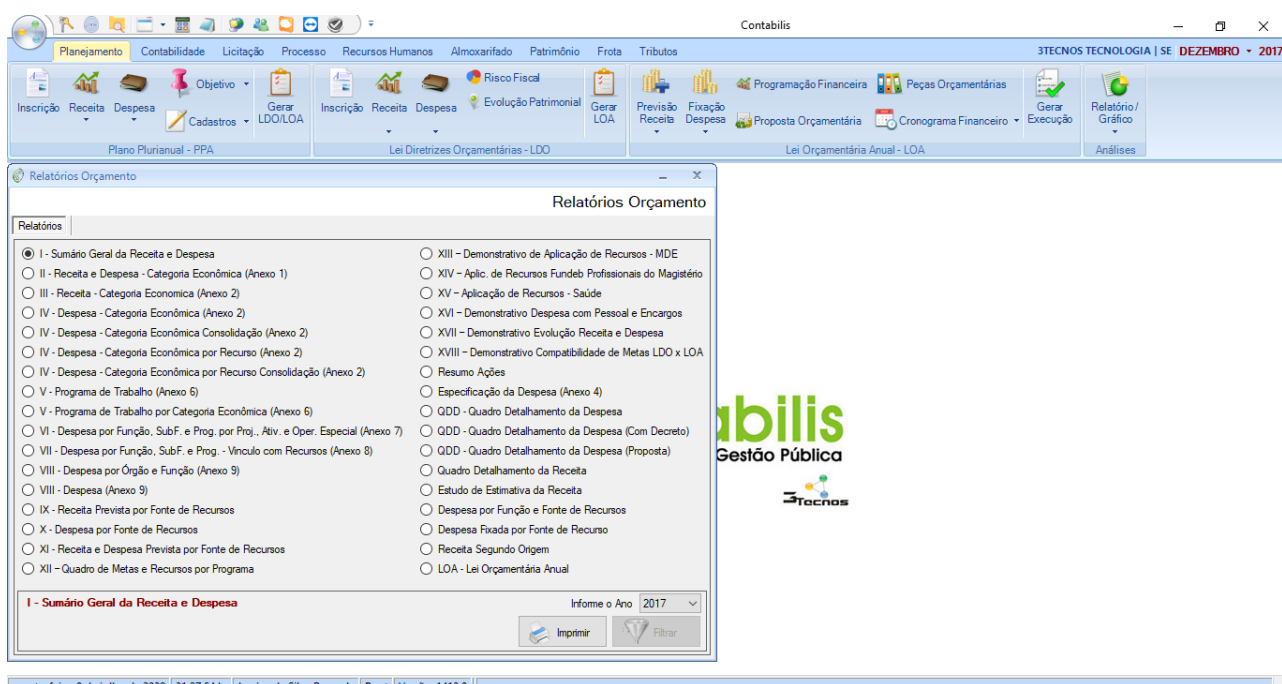 Contabilis
Planejamento Contabilidade Licitação Processo Recursos Humanos Almoxarifado Patrimônio Frota Tributos
3TECNOS TECNOLOGIA | SE DEZEMBRO 2017
Inscrição Receita Despesa Objetivo Cadastros Gerar LDO/LOA
Plano Plurianual - PPA
Inscrição Receita Despesa Risco Fiscal Evolução Patrimonial Gerar LOA
Lei Diretrizes Orçamentárias - LDO
Previsão Receita Fixação Despesa Programação Financeira Proposta Orçamentária Peças Orçamentárias Cronograma Financeiro Gerar Execução
Lei Orçamentária Anual - LOA
Relatório / Gráfico
Análises
Relatórios Orçamento
Relatórios Orçamento
Relatórios
I - Sumário Geral da Receita e Despesa
II - Receita e Despesa - Categoria Econômica (Anexo 1)
III - Receita - Categoria Economica (Anexo 2)
IV - Despesa - Categoria Econômica (Anexo 2)
IV - Despesa - Categoria Econômica Consolidação (Anexo 2)
IV - Despesa - Categoria Econômica por Recurso (Anexo 2)
IV - Despesa - Categoria Econômica por Recurso Consolidação (Anexo 2)
V - Programa de Trabalho (Anexo 6)
V - Programa de Trabalho por Categoria Econômica (Anexo 6)
VI - Despesa por Função, SubF. e Prog. por Proj., Ativ. e Oper. Especial (Anexo 7)
VII - Despesa por Função, SubF. e Prog. - Vinculo com Recursos (Anexo 8)
VIII - Despesa por Órgão e Função (Anexo 9)
VIII - Despesa (Anexo 9)
IX - Receita Prevista por Fonte de Recursos
X - Despesa por Fonte de Recursos
XI - Receita e Despesa Prevista por Fonte de Recursos
XII – Quadro de Metas e Recursos por Programa
XIII – Demonstrativo de Aplicação de Recursos - MDE
XIV – Aplic. de Recursos Fundeb Profissionais do Magistério
XV – Aplicação de Recursos - Saúde
XVI – Demonstrativo Despesa com Pessoal e Encargos
XVII – Demonstrativo Evolução Receita e Despesa
XVIII – Demonstrativo Compatibilidade de Metas LDO x LOA
Resumo Ações
Especificação da Despesa (Anexo 4)
QDD - Quadro Detalhamento da Despesa
QDD - Quadro Detalhamento da Despesa (Com Decreto)
QDD - Quadro Detalhamento da Despesa (Proposta)
Quadro Detalhamento da Receita
Estudo de Estimativa da Receita
Despesa por Função e Fonte de Recursos
Despesa Fixada por Fonte de Recurso
Receita Segundo Origem
LOA - Lei Orçamentária Anual
I - Sumário Geral da Receita e Despesa
Informe o Ano 2017
Imprimir Filtrar
abilis
Gestão Pública
3Tecnos